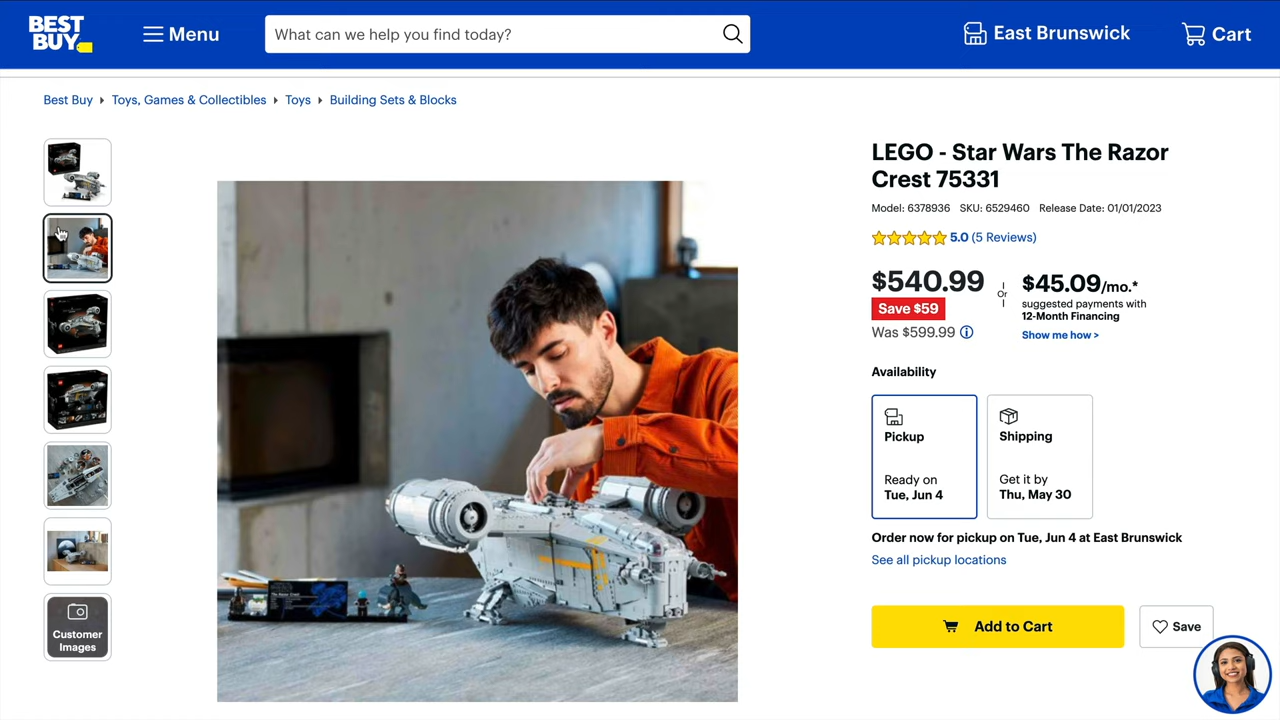 BEST
BUY
Menu
What can we help you find today?
East Brunswick
Cart
Best Buy
Toys, Games & Collectibles
Toys
Building Sets & Blocks
LEGO - Star Wars The Razor
Crest 75331
Model: 6378936 SKU: 6529460 Release Date: 01/01/2023
5.0 (5 Reviews)
$540.99
Save $59
Was $599.99
Or
$45.09/mo.*
suggested payments with
12-Month Financing
Show me how >
Availability
Pickup
Ready on
Tue, Jun 4
Shipping
Get it by
Thu, May 30
Order now for pickup on Tue, Jun 4 at East Brunswick
See all pickup locations
Add to Cart
Save
Customer
Images
The Razor Crest